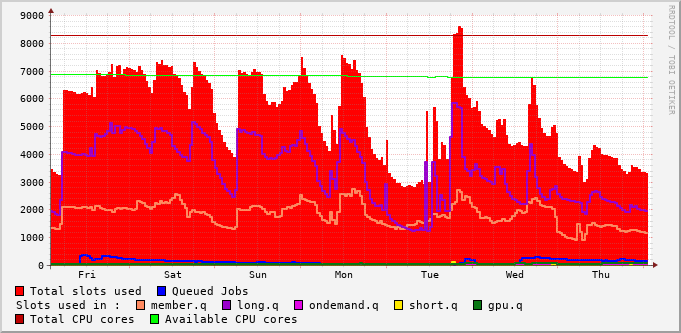 RRDTOOL / TOBI OETIKER
9000
8000
7000
6000
5000
4000
3000
2000
1000
0
Fri Sat Sun Mon Tue Wed Thu
Total slots used Queued Jobs
Slots used in : member.q long.q ondemand.q short.q gpu.q
Total CPU cores Available CPU cores